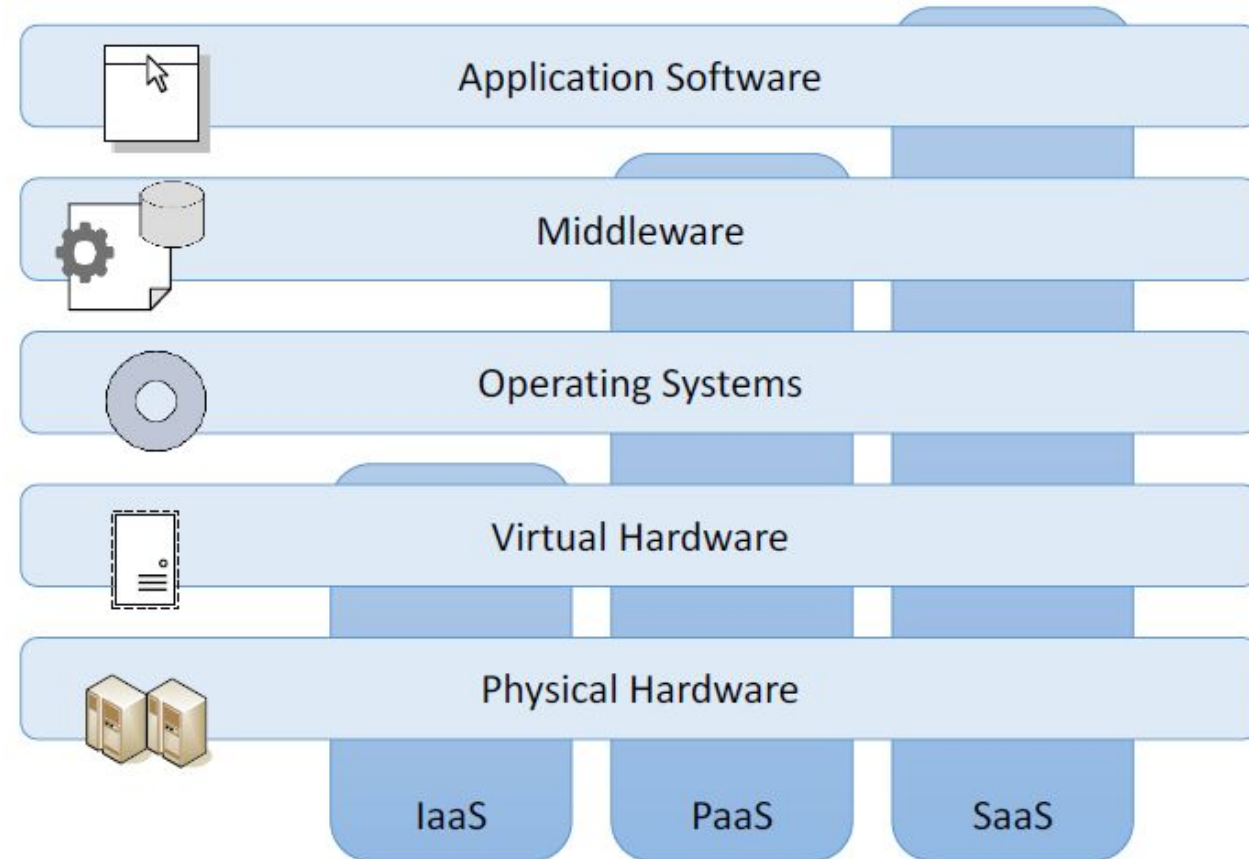 Application Software
Middleware
Operating Systems
Virtual Hardware
Physical Hardware
IaaS PaaS SaaS